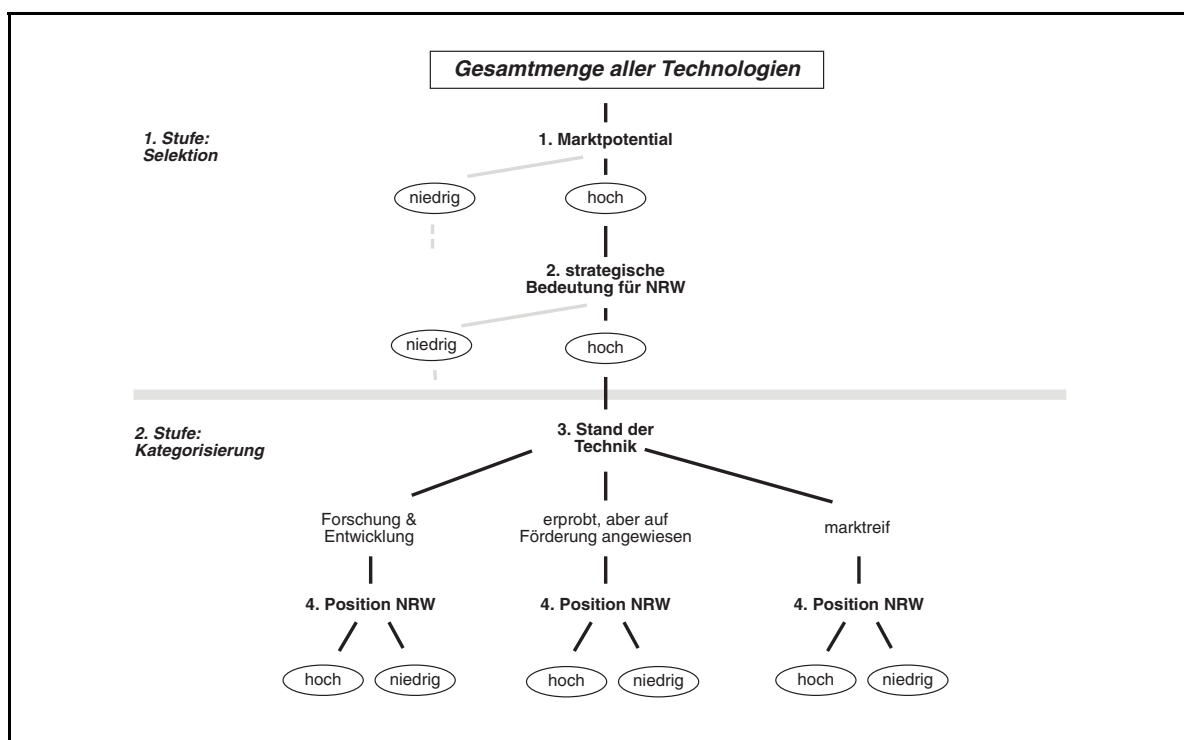 Gesamtmenge aller Technologien
1. Stufe:
Selektion
1. Marktpotential
niedrig
hoch
2. strategische
Bedeutung für NRW
niedrig
hoch
2. Stufe:
Kategorisierung
3. Stand der
Technik
Forschung &
Entwicklung
erprobt, aber auf
Förderung angewiesen
marktreif
4. Position NRW
4. Position NRW
4. Position NRW
hoch
niedrig
hoch
niedrig
hoch
niedrig